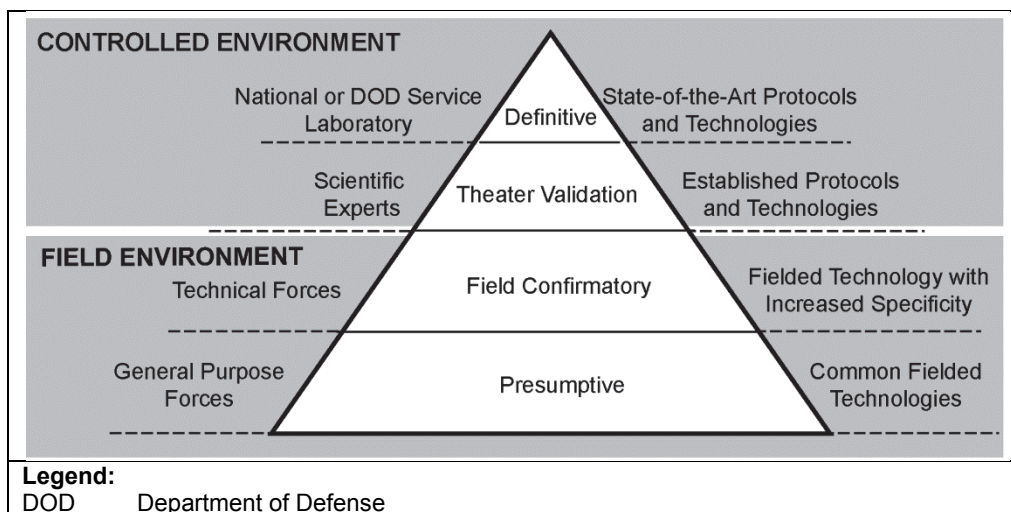 CONTROLLED ENVIRONMENT
National or DOD Service
Laboratory
Definitive
State-of-the-Art Protocols
and Technologies
Scientific
Experts
Theater Validation
Established Protocols
and Technologies
FIELD ENVIRONMENT
Technical Forces
Field Confirmatory
Fielded Technology with
Increased Specificity
General Purpose
Forces
Presumptive
Common Fielded
Technologies
Legend:
DOD Department of Defense